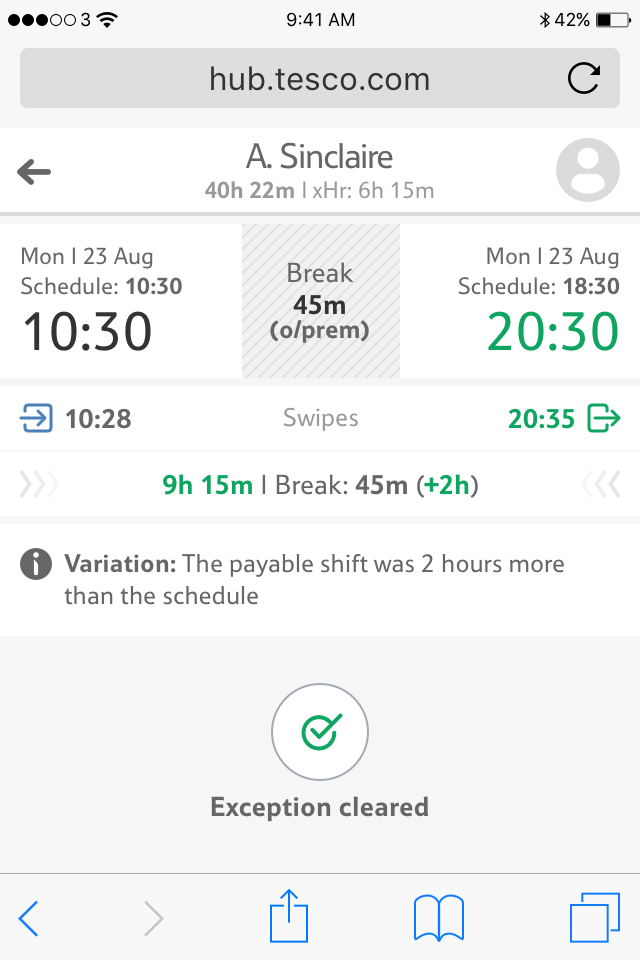 3
9:41 AM
42%
hub.tesco.com
A. Sinclaire
40h 22m | xHr: 6h 15m
Mon | 23 Aug
Schedule: 10:30
10:30
Break
45m
(o/prem)
Mon | 23 Aug
Schedule: 18:30
20:30
10:28
Swipes
20:35
9h 15m | Break: 45m (+2h)
Variation: The payable shift was 2 hours more
than the schedule
Exception cleared